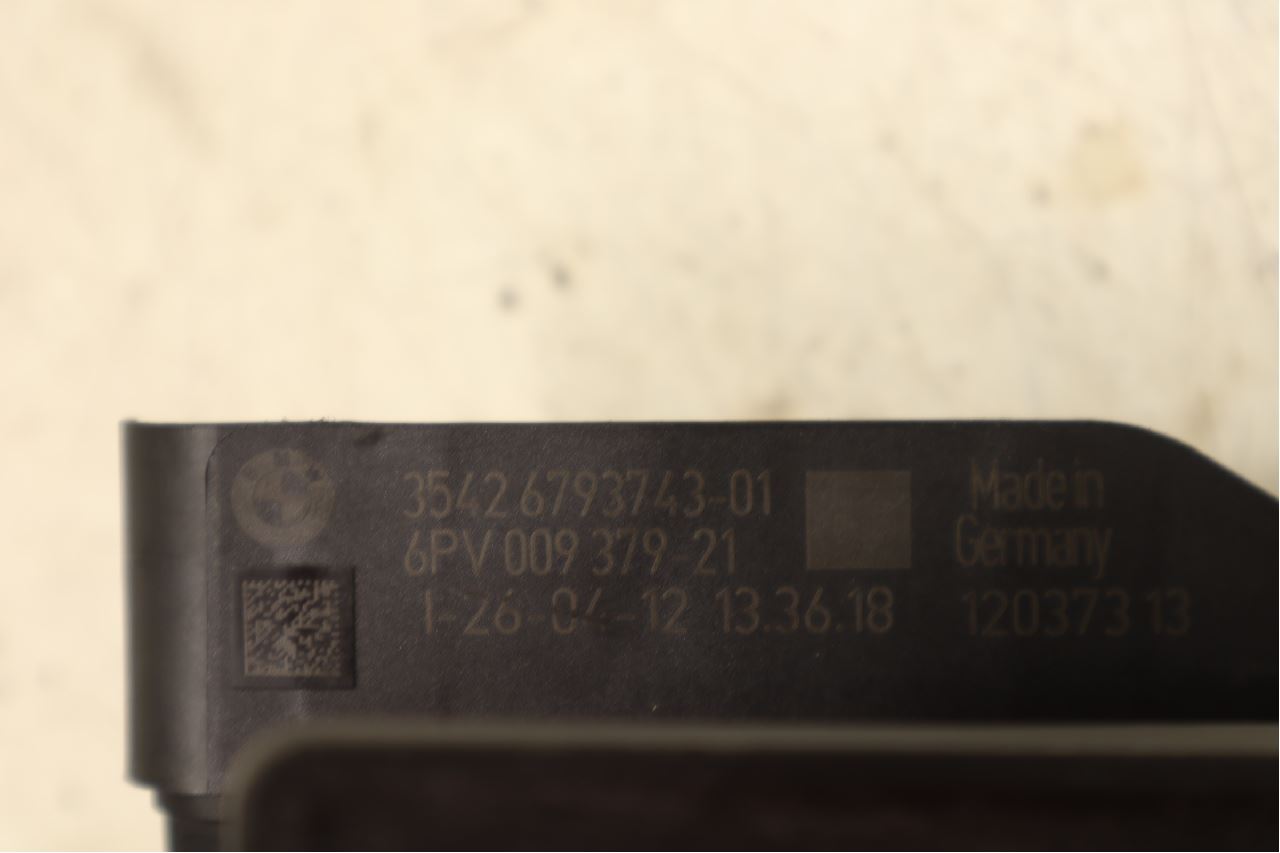 3542 6793743-01
6PV 009 379-21
1-26-04-12 13.36.18
Made in
Germany
120373 13